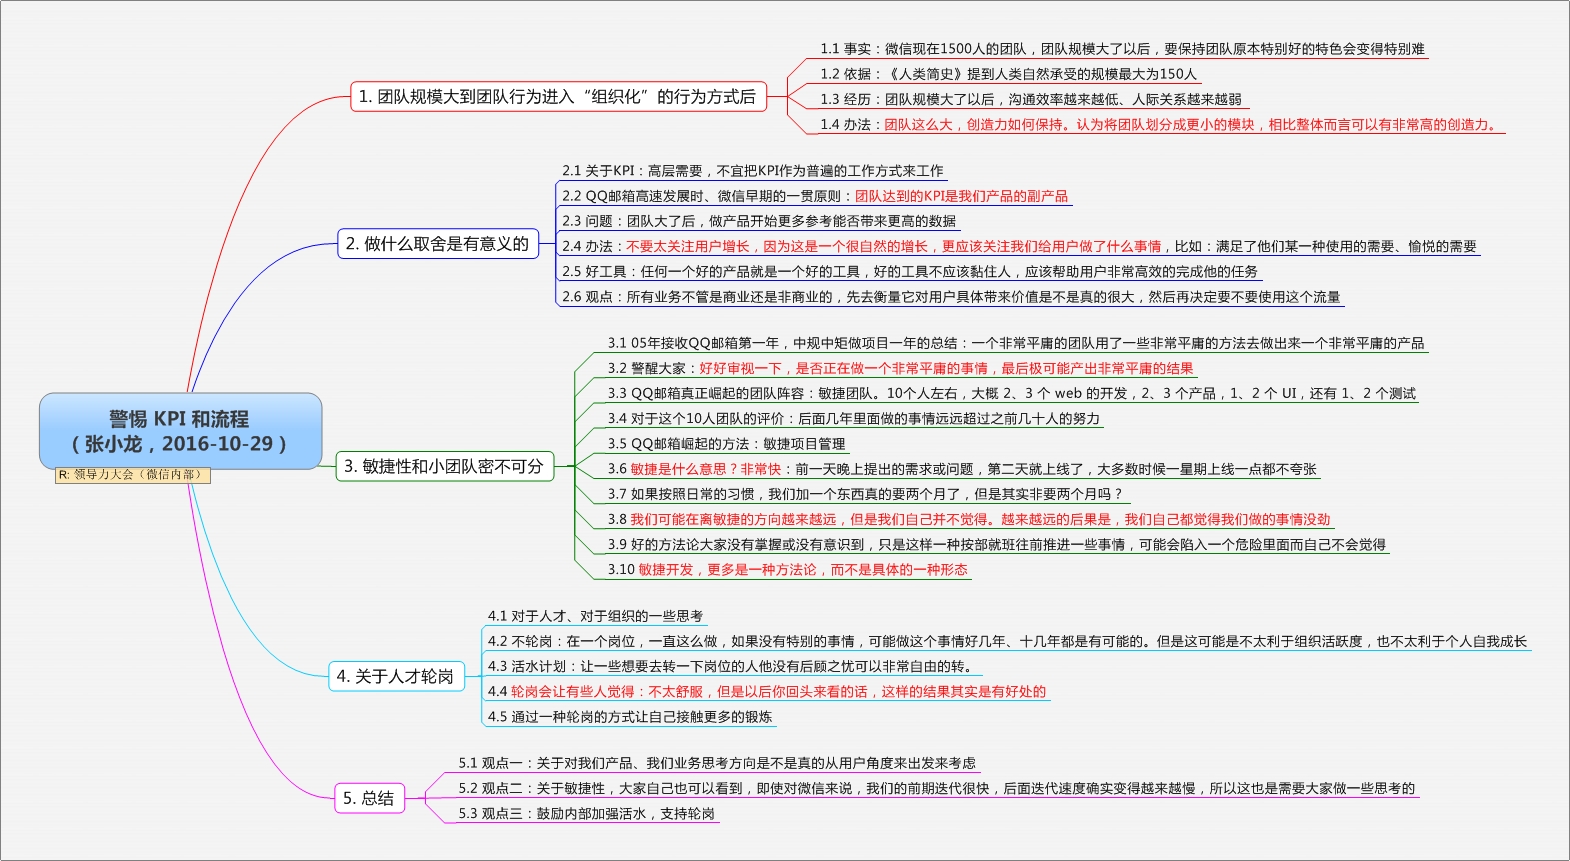 警惕 KPI 和流程
（张小龙，2016-10-29）
R: 领导力大会（微信内部）
1. 团队规模大到团队行为进入“组织化”的行为方式后
1.1 事实：微信现在1500人的团队，团队规模大了以后，要保持团队原本特别好的特色会变得特别难
1.2 依据：《人类简史》提到人类自然承受的规模最大为150人
1.3 经历：团队规模大了以后，沟通效率越来越低、人际关系越来越弱
1.4 办法：团队这么大，创造力如何保持。认为将团队划分成更小的模块，相比整体而言可以有非常高的创造力。
2. 做什么取舍是有意义的
2.1 关于KPI：高层需要，不宜把KPI作为普遍的工作方式来工作
2.2 QQ邮箱高速发展时、微信早期的一贯原则：团队达到的KPI是我们产品的副产品
2.3 问题：团队大了后，做产品开始更多参考能否带来更高的数据
2.4 办法：不要太关注用户增长，因为这是一个很自然的增长，更应该关注我们给用户做了什么事情，比如：满足了他们某一种使用的需要、愉悦的需要
2.5 好工具：任何一个好的产品就是一个好的工具，好的工具不应该黏住人，应该帮助用户非常高效的完成他的任务
2.6 观点：所有业务不管是商业还是非商业的，先去衡量它对用户具体带来价值是不是真的很大，然后再决定要不要使用这个流量
3. 敏捷性和小团队密不可分
3.1 05年接收QQ邮箱第一年，中规中矩做项目一年的总结：一个非常平庸的团队用了一些非常平庸的方法去做出来一个非常平庸的产品
3.2 警醒大家：好好审视一下，是否正在做一个非常平庸的事情，最后极可能产出非常平庸的结果
3.3 QQ邮箱真正崛起的团队阵容：敏捷团队。10个人左右，大概 2、3 个 web 的开发，2、3 个产品，1、2 个 UI，还有 1、2 个测试
3.4 对于这个10人团队的评价：后面几年里面做的事情远远超过之前几十人的努力
3.5 QQ邮箱崛起的方法：敏捷项目管理
3.6 敏捷是什么意思？非常快：前一天晚上提出的需求或问题，第二天就上线了，大多数时候一星期上线一点都不夸张
3.7 如果按照日常的习惯，我们加一个东西真的要两个月了，但是其实非要两个月吗？
3.8 我们可能在离敏捷的方向越来越远，但是我们自己并不觉得。越来越远的后果是，我们自己都觉得我们做的事情没劲
3.9 好的方法论大家没有掌握或没有意识到，只是这样一种按部就班往前推进一些事情，可能会陷入一个危险里面而自己不会觉得
3.10 敏捷开发，更多是一种方法论，而不是具体的一种形态
4. 关于人才轮岗
4.1 对于人才、对于组织的一些思考
4.2 不轮岗：在一个岗位，一直这么做，如果没有特别的事情，可能做这个事情好几年、十几年都是有可能的。但是这可能是不太利于组织活跃度，也不太利于个人自我成长
4.3 活水计划：让一些想要去转一下岗位的人他没有后顾之忧可以非常自由的转。
4.4 轮岗会让有些人觉得：不太舒服，但是以后你回头来看的话，这样的结果其实是有好处的
4.5 通过一种轮岗的方式让自己接触更多的锻炼
5. 总结
5.1 观点一：关于对我们产品、我们业务思考方向是不是真的从用户角度来出发来考虑
5.2 观点二：关于敏捷性，大家自己也可以看到，即使对微信来说，我们的前期迭代很快，后面迭代速度确实变得越来越慢，所以这也是需要大家做一些思考的
5.3 观点三：鼓励内部加强活水，支持轮岗